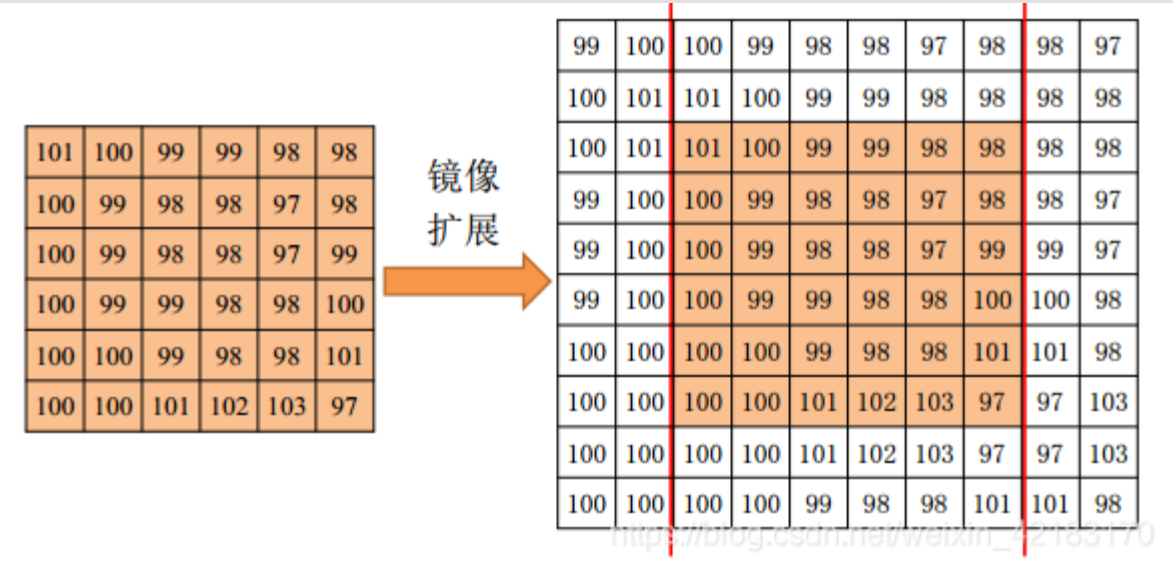 101 100 99 99 98 98
100 99 98 98 97 98
100 99 98 98 97 99
100 99 99 98 98 100
100 100 99 98 98 101
100 100 101 102 103 97
镜像
扩展
99 100 100 99 98 98 97 98 98 97
100 101 101 100 99 99 98 98 98 98
100 101 101 100 99 99 98 98 98 98
99 100 100 99 98 98 97 98 98 97
99 100 100 99 98 98 97 99 99 97
99 100 100 99 99 98 98 100 100 98
100 100 100 100 99 98 98 101 101 98
100 100 100 100 101 102 103 97 97 103
100 100 100 100 101 102 103 97 97 103
100 100 100 100 99 98 98 101 101 98
https://blog.csdn.net/weixin_42183170